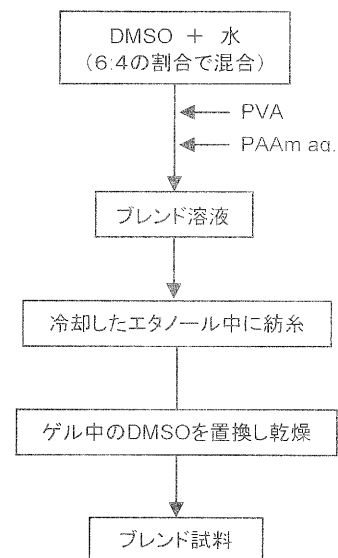 DMSO + 水
(6:4の割合で混合)
PVA
PAAm aq.
ブレンド溶液
冷却したエタノール中に紡糸
ゲル中のDMSOを置換し乾燥
ブレンド試料